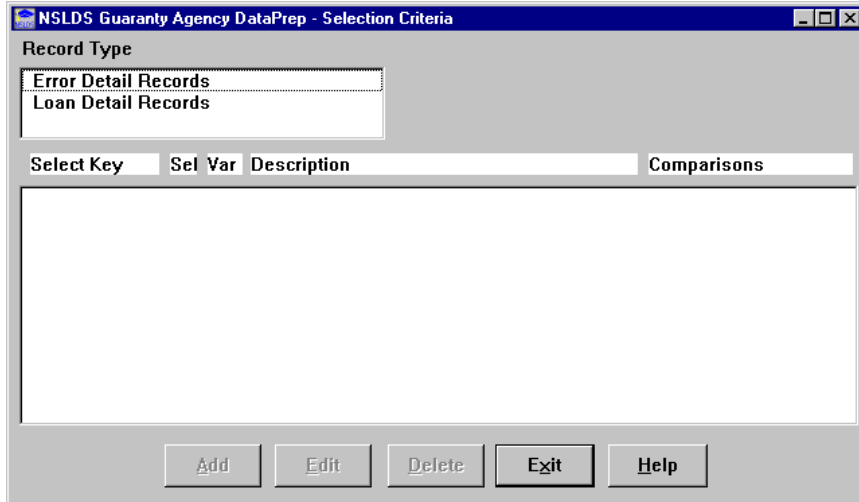 NSLDS Guaranty Agency DataPrep - Selection Criteria
Record Type
Error Detail Records
Loan Detail Records
Select Key Sel Var Description Comparisons
Add Edit Delete Exit Help